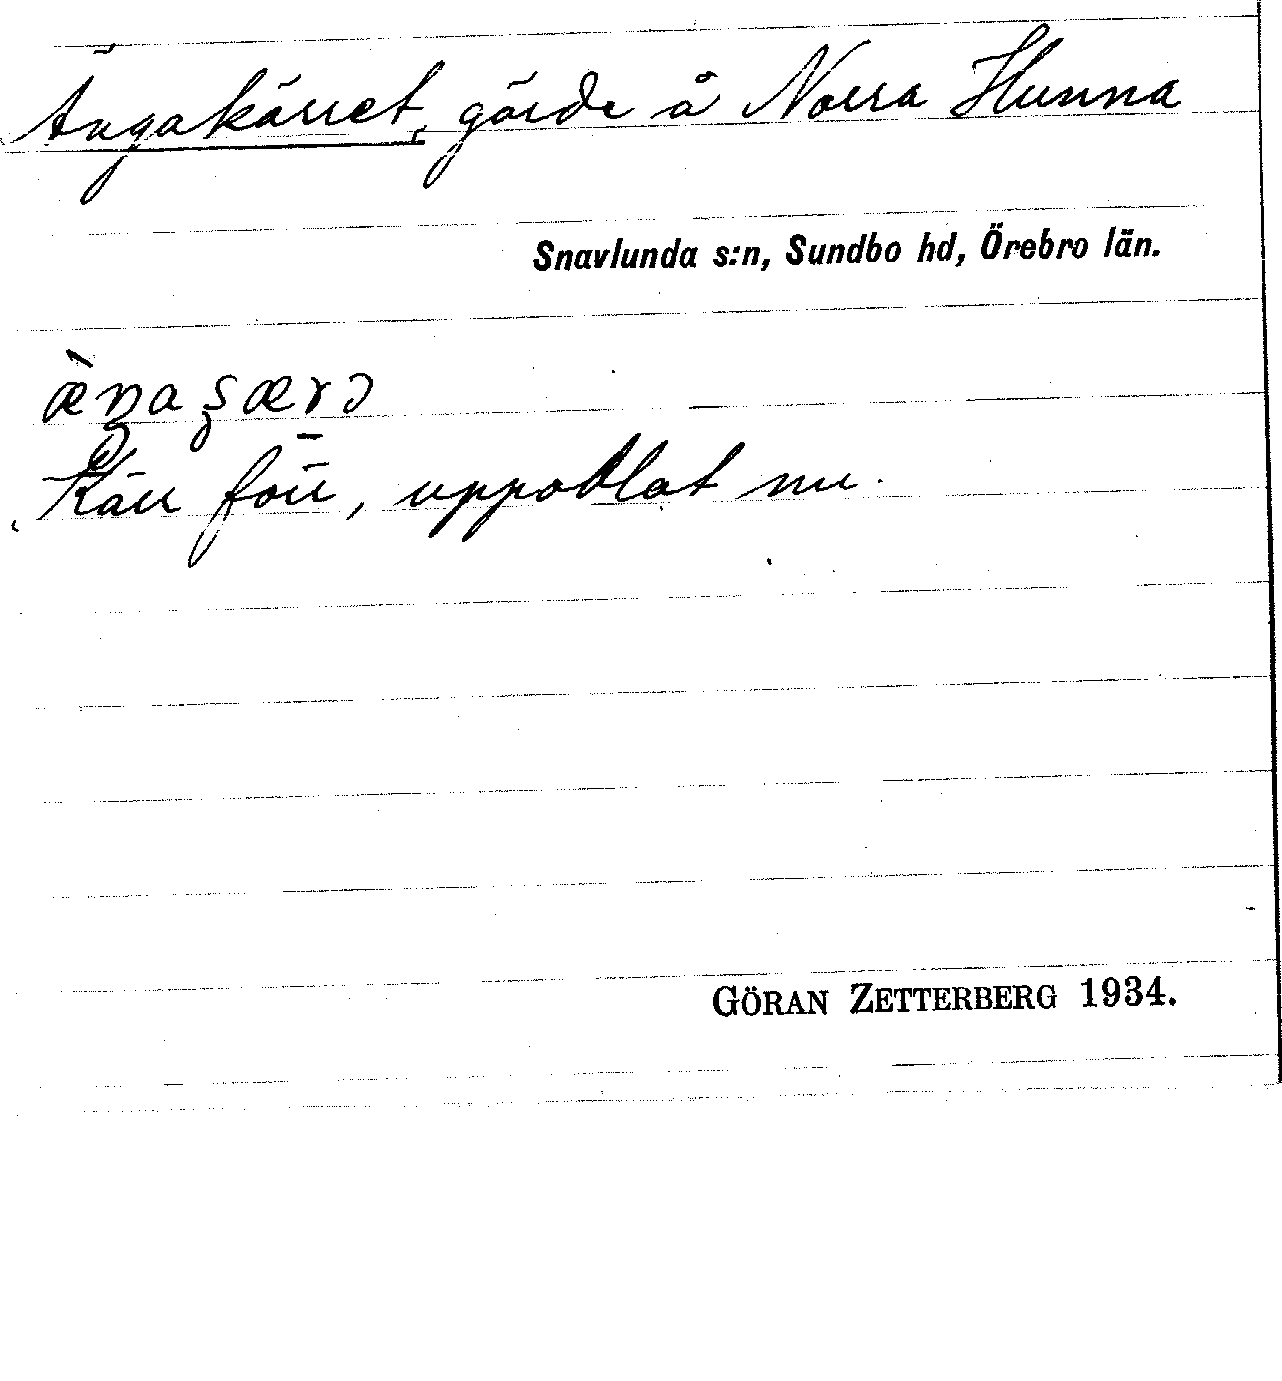 Ängakärret, gärde å Norra Hunna
Snavlunda s:n, Sundbo hd, Örebro län.
Kärr förr, uppodlat nu.
GÖRAN ZETTERBERG 1934.